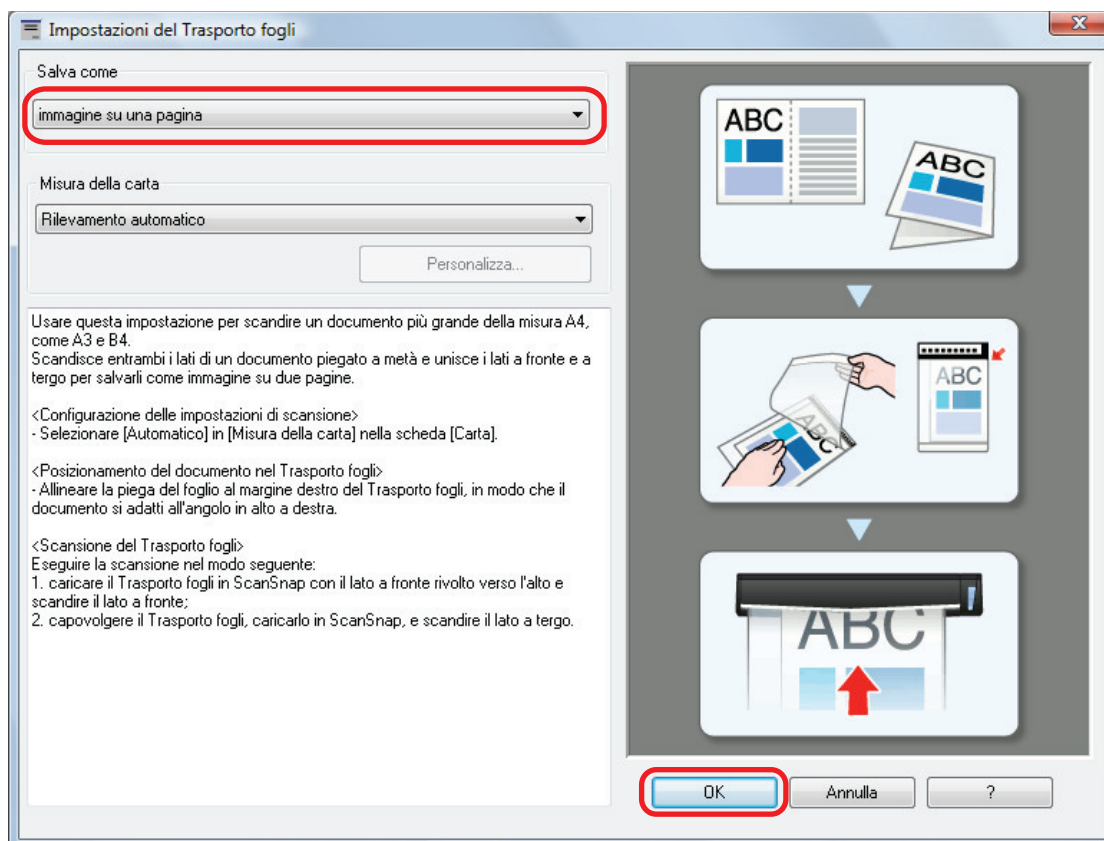 Impostazioni del Trasporto fogli
Salva come
immagine su una pagina
Misura della carta
Rilevamento automatico
Personalizza...
Usare questa impostazione per scandire un documento più grande della misura A4,
come A3 e B4.
Scandisce entrambi i lati di un documento piegato a metà e unisce i lati a fronte e a
tergo per salvarli come immagine su due pagine.
<Configurazione delle impostazioni di scansione>
- Selezionare [Automatico] in [Misura della carta] nella scheda [Carta].
<Posizionamento del documento nel Trasporto fogli>
- Allineare la piega del foglio al margine destro del Trasporto fogli, in modo che il
documento si adatti all'angolo in alto a destra.
<Scansione del Trasporto fogli>
Eseguire la scansione nel modo seguente:
1. caricare il Trasporto fogli in ScanSnap con il lato a fronte rivolto verso l'alto e
scandire il lato a fronte;
2. capovolgere il Trasporto fogli, caricarlo in ScanSnap, e scandire il lato a tergo.
ABC
ABC
ABC
ABC
ABC
OK
Annulla
?